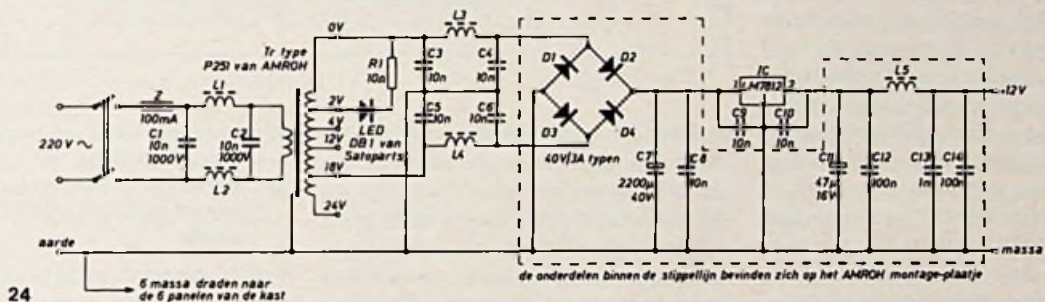 220 V ~
Z
100mA
C1
10n
1000V
L1
C2
10n
1000V
L2
Tr type
P251 van AMROH
0V
2V
4V
12V
18V
24V
R1
10n
LED
DB1 van
Satoparts
C3
10n
L3
C4
10n
C5
10n
C6
10n
L4
D1
D2
D3
D4
40V/3A typen
C7
2200µ
40V
C8
10n
IC
1 LM7812 2
C9
10n
C10
10n
C11
47µ
16V
C12
100n
L5
C13
1n
C14
100n
+12V
aarde
massa
6 massa draden naar
de 6 panelen van de kast
de onderdelen binnen de stippellijn bevinden zich op het AMROH montage-plaatje
24